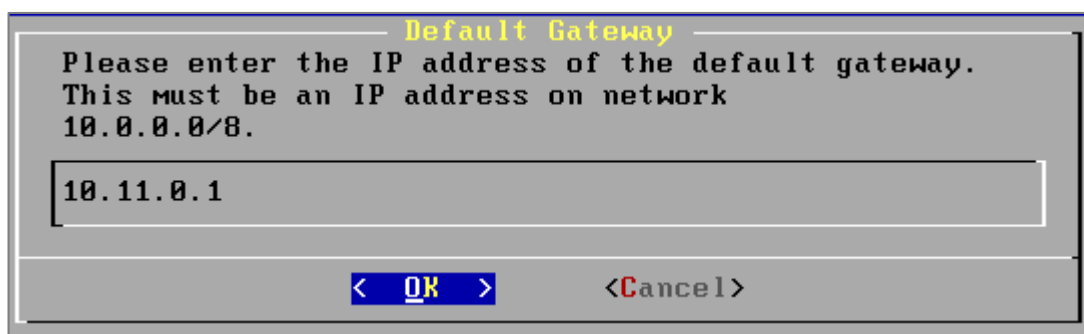 Default Gateway
Please enter the IP address of the default gateway.
This must be an IP address on network
10.0.0.0/8.
10.11.0.1
< OK > <Cancel>